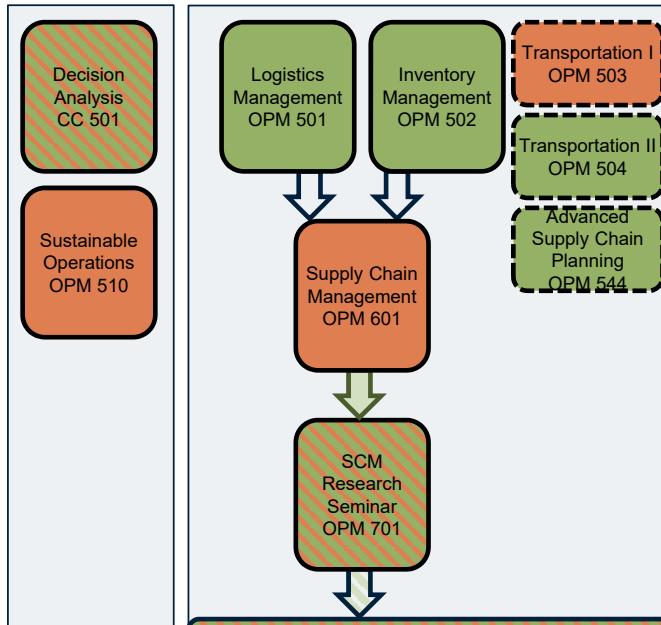 Decision
Analysis
CC 501
Sustainable
Operations
OPM 510
Logistics
Management
OPM 501
Inventory
Management
OPM 502
Transportation I
OPM 503
Transportation II
OPM 504
Advanced
Supply Chain
Planning
OPM 544
Supply Chain
Management
OPM 601
SCM
Research
Seminar
OPM 701